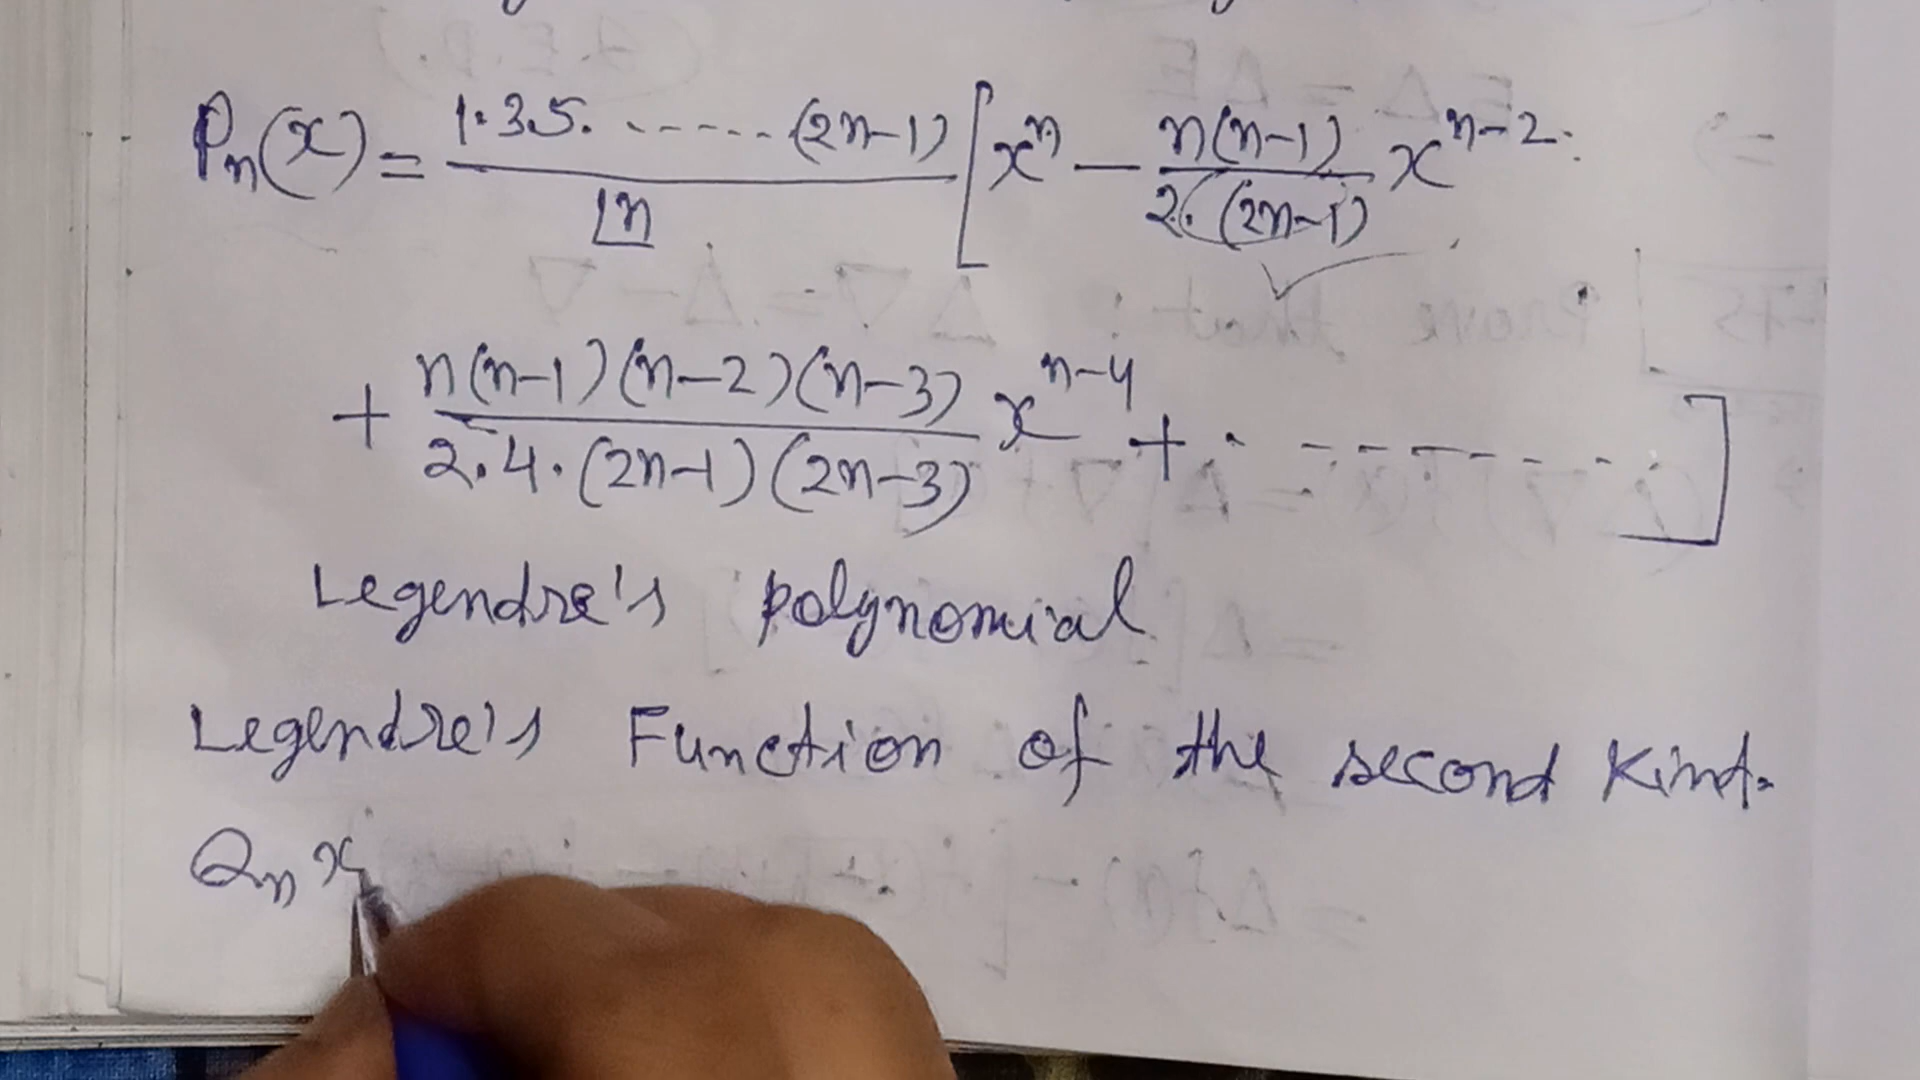 Pn(x) = 1.3.5. ------ (2n-1) / |n [ x^n - n(n-1) / 2.(2n-1) x^n-2
+ n(n-1)(n-2)(n-3) / 2.4.(2n-1)(2n-3) x^n-4 + - - - - - - - - ]
Legendre's polynomial
Legendre's Function of the second Kind.
Qn x